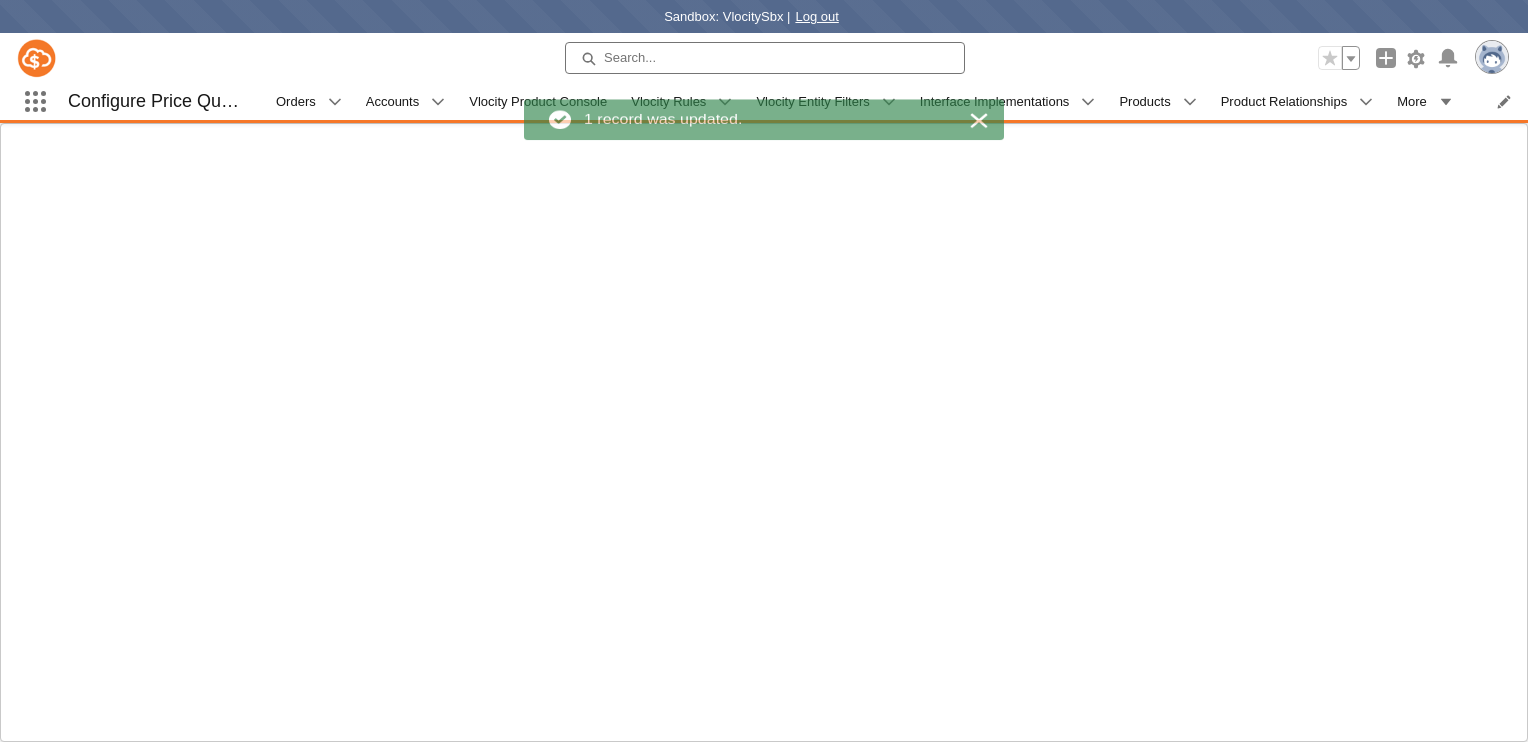 Sandbox: VlocitySbx | Log out
Search...
Configure Price Qu…
Orders
Accounts
Vlocity Product Console
Vlocity Rules
Vlocity Entity Filters
Interface Implementations
Products
Product Relationships
More
1 record was updated.